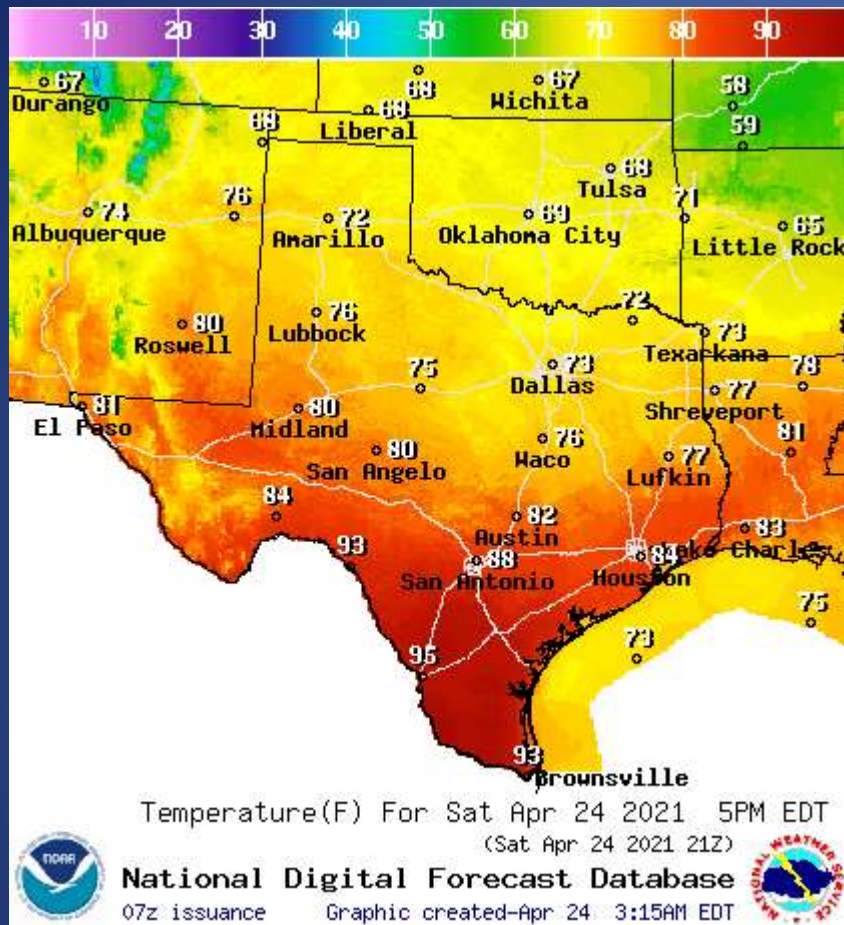 10 20 30 40 50 60 70 80 90
67 68 67 58
Durango Wichita
68
Liberal
68 59
68
Tulsa
74 76 72 69 71 65
Albuquerque Amarillo Oklahoma City Little Rock
80 76 72 73
Roswell Lubbock Texarkana
75 73 78
Dallas
77
Shreveport
81 80
El Paso Midland
80 76 77 81
San Angelo Waco Lufkin
84 82 83
Austin
93 88 84 Lake Charles
San Antonio Houston
75
73
95
93
Brownsville
Temperature(F) For Sat Apr 24 2021 5PM EDT
(Sat Apr 24 2021 21Z)
NOAA
National Digital Forecast Database
07z issuance Graphic created-Apr 24 3:15AM EDT
NATIONAL WEATHER SERVICE